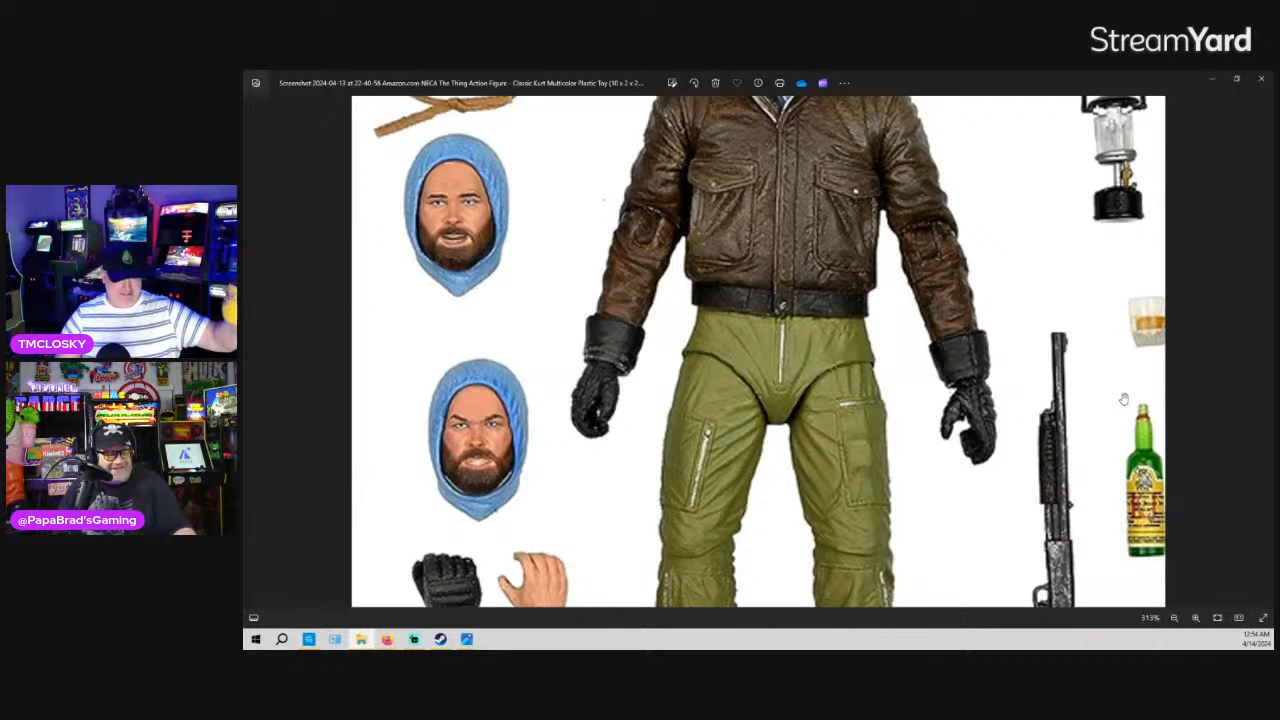 StreamYard
Screenshot 2024-04-13 at 22-40-56 Amazon.com NECA The Thing Action Figure - Classic Kurt Multicolor Plastic Toy (10 x 2 x 2...
TMCLOSKY
@PapaBrad'sGaming
313%
12:54 AM
4/14/2024